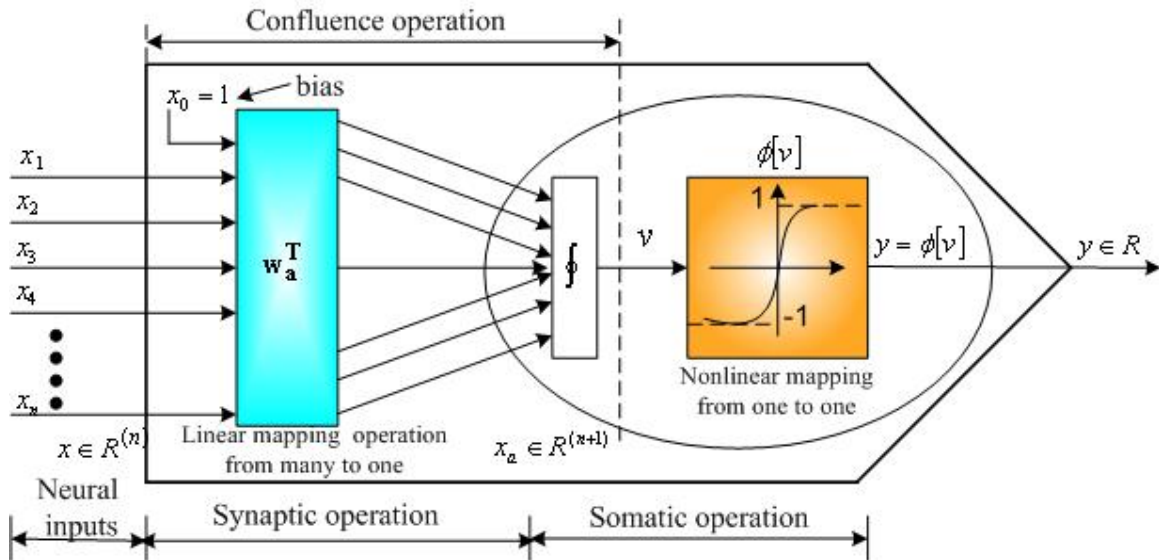 Confluence operation
bias
x₀ = 1
x₁
x₂
x₃
x₄
xₙ
x ∈ R⁽ⁿ⁾
wₐᵀ
Linear mapping operation
from many to one
∮
xₐ ∈ R⁽ⁿ⁺¹⁾
v
ϕ[v]
1
-1
Nonlinear mapping
from one to one
y = ϕ[v]
y ∈ R
Neural
inputs
Synaptic operation
Somatic operation